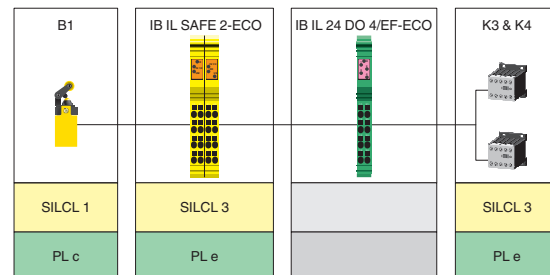 B1
IB IL SAFE 2-ECO
IB IL 24 DO 4/EF-ECO
K3 & K4
SILCL 1
SILCL 3
SILCL 3
PL c
PL e
PL e